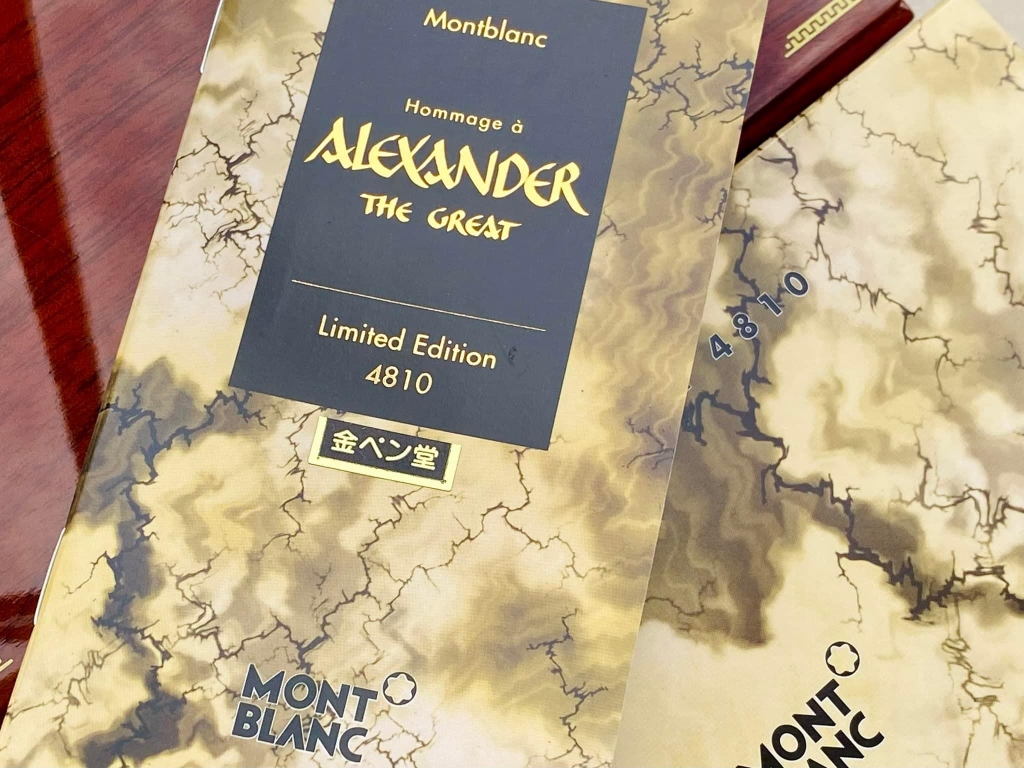 Montblanc
Hommage à
ALEXANDER
THE GREAT
Limited Edition
4810
金ペン堂
MONT
BLANC
4810
MONT
BLANC